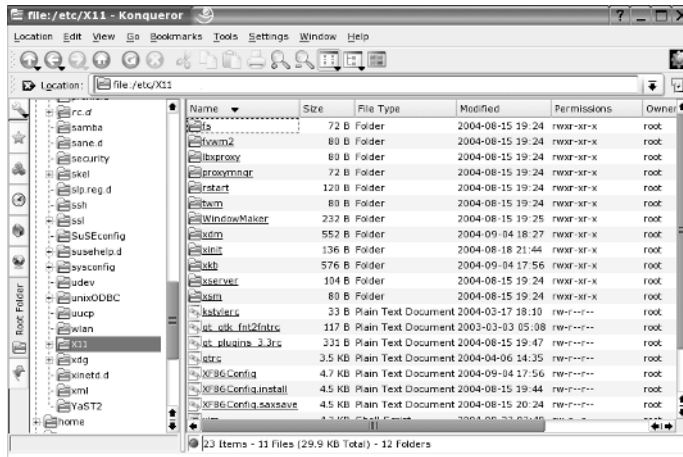 file:/etc/X11 - Konqueror
Location Edit View Go Bookmarks Tools Settings Window Help
Location: file:/etc/X11
Root Folder
rc.d
samba
sane.d
security
skel
slp.reg.d
ssh
ssl
SuSEconfig
susehelp.d
sysconfig
udev
unixODBC
uucp
wlan
X11
xdg
xinetd.d
xml
YaST2
home
Name Size File Type Modified Permissions Owner
fs 72 B Folder 2004-08-15 19:24 rwxr-xr-x root
fvwm2 80 B Folder 2004-08-15 19:24 rwxr-xr-x root
lbxproxy 80 B Folder 2004-08-15 19:24 rwxr-xr-x root
proxymngr 72 B Folder 2004-08-15 19:24 rwxr-xr-x root
rstart 120 B Folder 2004-08-15 19:24 rwxr-xr-x root
twm 80 B Folder 2004-08-15 19:24 rwxr-xr-x root
WindowMaker 232 B Folder 2004-08-15 19:25 rwxr-xr-x root
xdm 552 B Folder 2004-09-04 18:27 rwxr-xr-x root
xinit 136 B Folder 2004-08-18 21:44 rwxr-xr-x root
xkb 576 B Folder 2004-09-04 17:56 rwxr-xr-x root
xserver 104 B Folder 2004-08-15 19:24 rwxr-xr-x root
xsm 80 B Folder 2004-08-15 19:24 rwxr-xr-x root
kstylerc 33 B Plain Text Document 2004-03-17 18:10 rw-r--r-- root
qt_gtk_fnt2fntrc 117 B Plain Text Document 2003-03-03 05:08 rw-r--r-- root
qt_plugins_3.3rc 331 B Plain Text Document 2004-08-15 19:47 rw-r--r-- root
qtrc 3.5 KB Plain Text Document 2004-04-06 14:35 rw-r--r-- root
XF86Config 4.7 KB Plain Text Document 2004-09-04 17:56 rw-r--r-- root
XF86Config.install 4.5 KB Plain Text Document 2004-08-15 19:44 rw-r--r-- root
XF86Config.saxsave 4.5 KB Plain Text Document 2004-08-15 20:24 rw-r--r-- root
23 Items - 11 Files (29.9 KB Total) - 12 Folders